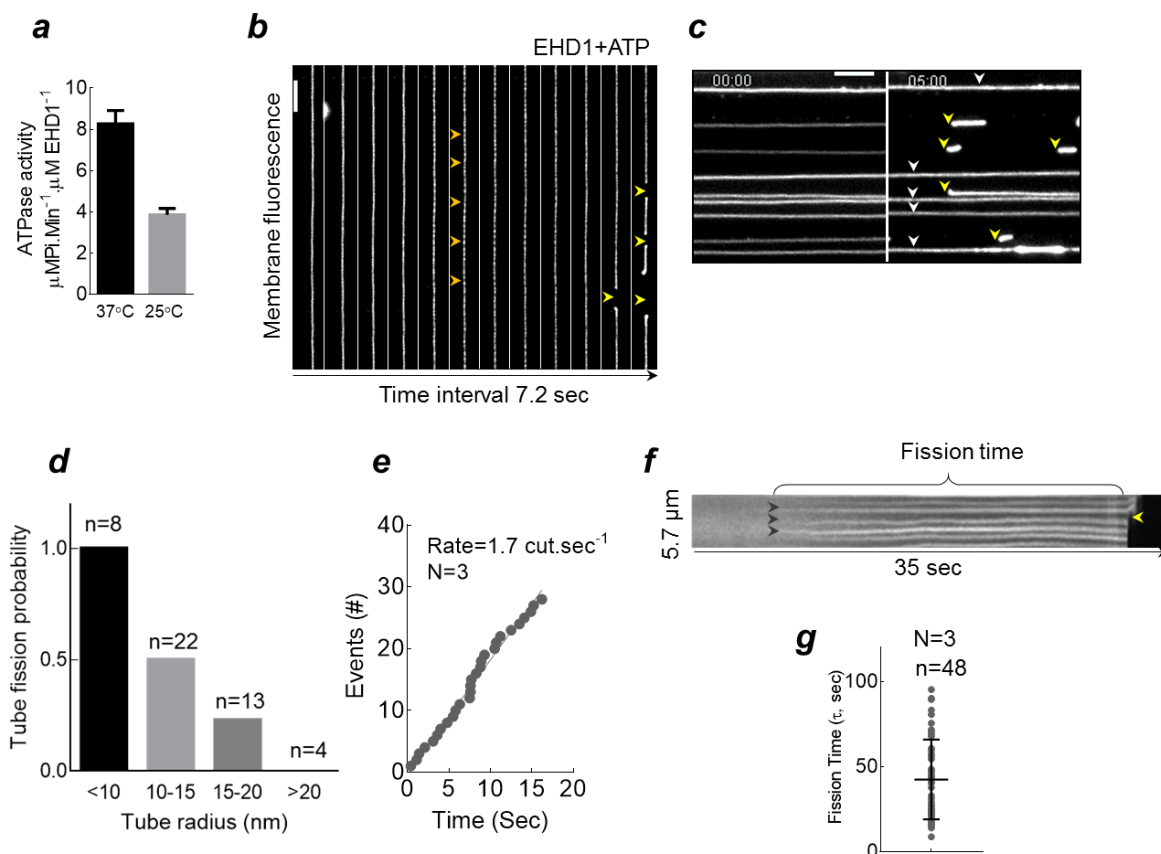 a
ATPase activity
µMPi.Min⁻¹.µM EHD1⁻¹
10
8
6
4
2
0
37°C 25°C
b
EHD1+ATP
Membrane fluorescence
Time interval 7.2 sec
c
00:00
05:00
d
Tube fission probability
1.0
0.5
0.0
n=8
n=22
n=13
n=4
<10 10-15 15-20 >20
Tube radius (nm)
e
Events (#)
40
30
20
10
0
Rate=1.7 cut.sec⁻¹
N=3
0 5 10 15 20
Time (Sec)
f
Fission time
5.7 µm
35 sec
g
N=3
n=48
Fission Time (τ, sec)
100
50
0